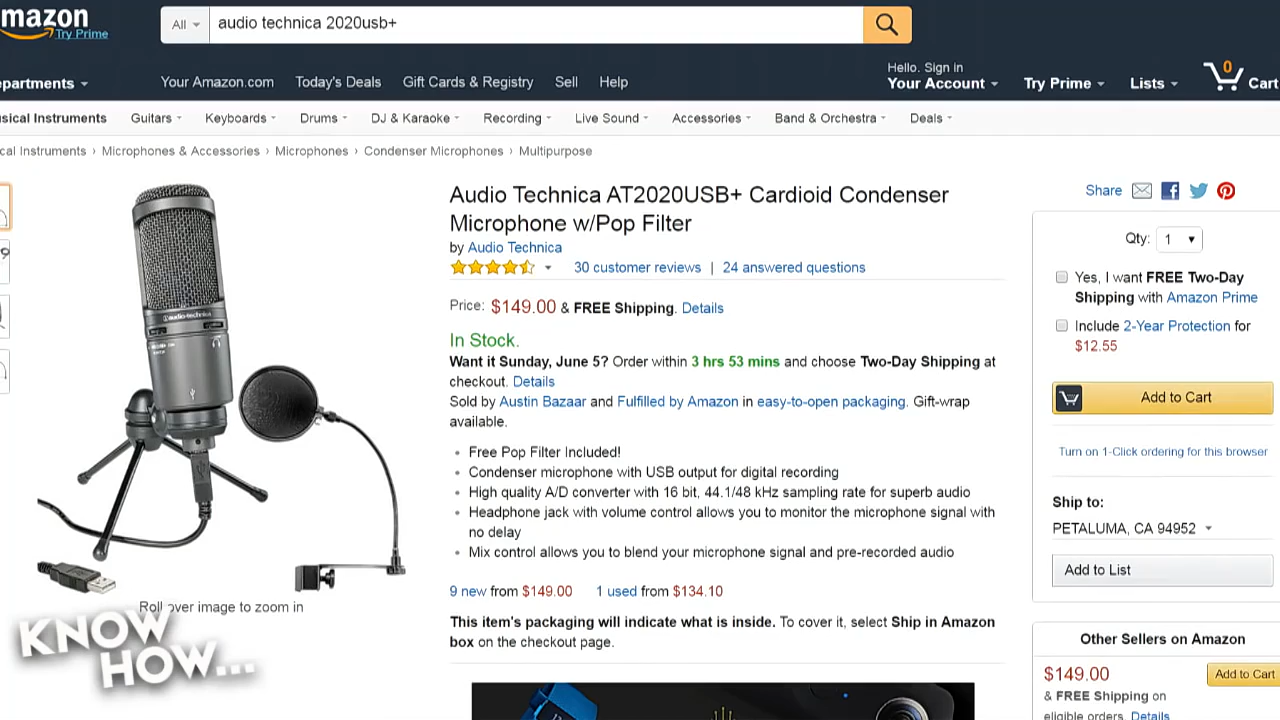 mazon
Try Prime
All
audio technica 2020usb+
epartments
Your Amazon.com
Today's Deals
Gift Cards & Registry
Sell
Help
Hello. Sign in
Your Account
Try Prime
Lists
0
Cart
sical Instruments
Guitars
Keyboards
Drums
DJ & Karaoke
Recording
Live Sound
Accessories
Band & Orchestra
Deals
cal Instruments › Microphones & Accessories › Microphones › Condenser Microphones › Multipurpose
audio-technica
Roll over image to zoom in
KNOW
HOW...
Audio Technica AT2020USB+ Cardioid Condenser
Microphone w/Pop Filter
by Audio Technica
30 customer reviews | 24 answered questions
Price: $149.00 & FREE Shipping. Details
In Stock.
Want it Sunday, June 5? Order within 3 hrs 53 mins and choose Two-Day Shipping at
checkout. Details
Sold by Austin Bazaar and Fulfilled by Amazon in easy-to-open packaging. Gift-wrap
available.
• Free Pop Filter Included!
• Condenser microphone with USB output for digital recording
• High quality A/D converter with 16 bit, 44.1/48 kHz sampling rate for superb audio
• Headphone jack with volume control allows you to monitor the microphone signal with
no delay
• Mix control allows you to blend your microphone signal and pre-recorded audio
9 new from $149.00 1 used from $134.10
This item's packaging will indicate what is inside. To cover it, select Ship in Amazon
box on the checkout page.
Share
Qty: 1
Yes, I want FREE Two-Day
Shipping with Amazon Prime
Include 2-Year Protection for
$12.55
Add to Cart
Turn on 1-Click ordering for this browser
Ship to:
PETALUMA, CA 94952
Add to List
Other Sellers on Amazon
$149.00
Add to Cart
& FREE Shipping on
eligible orders. Details